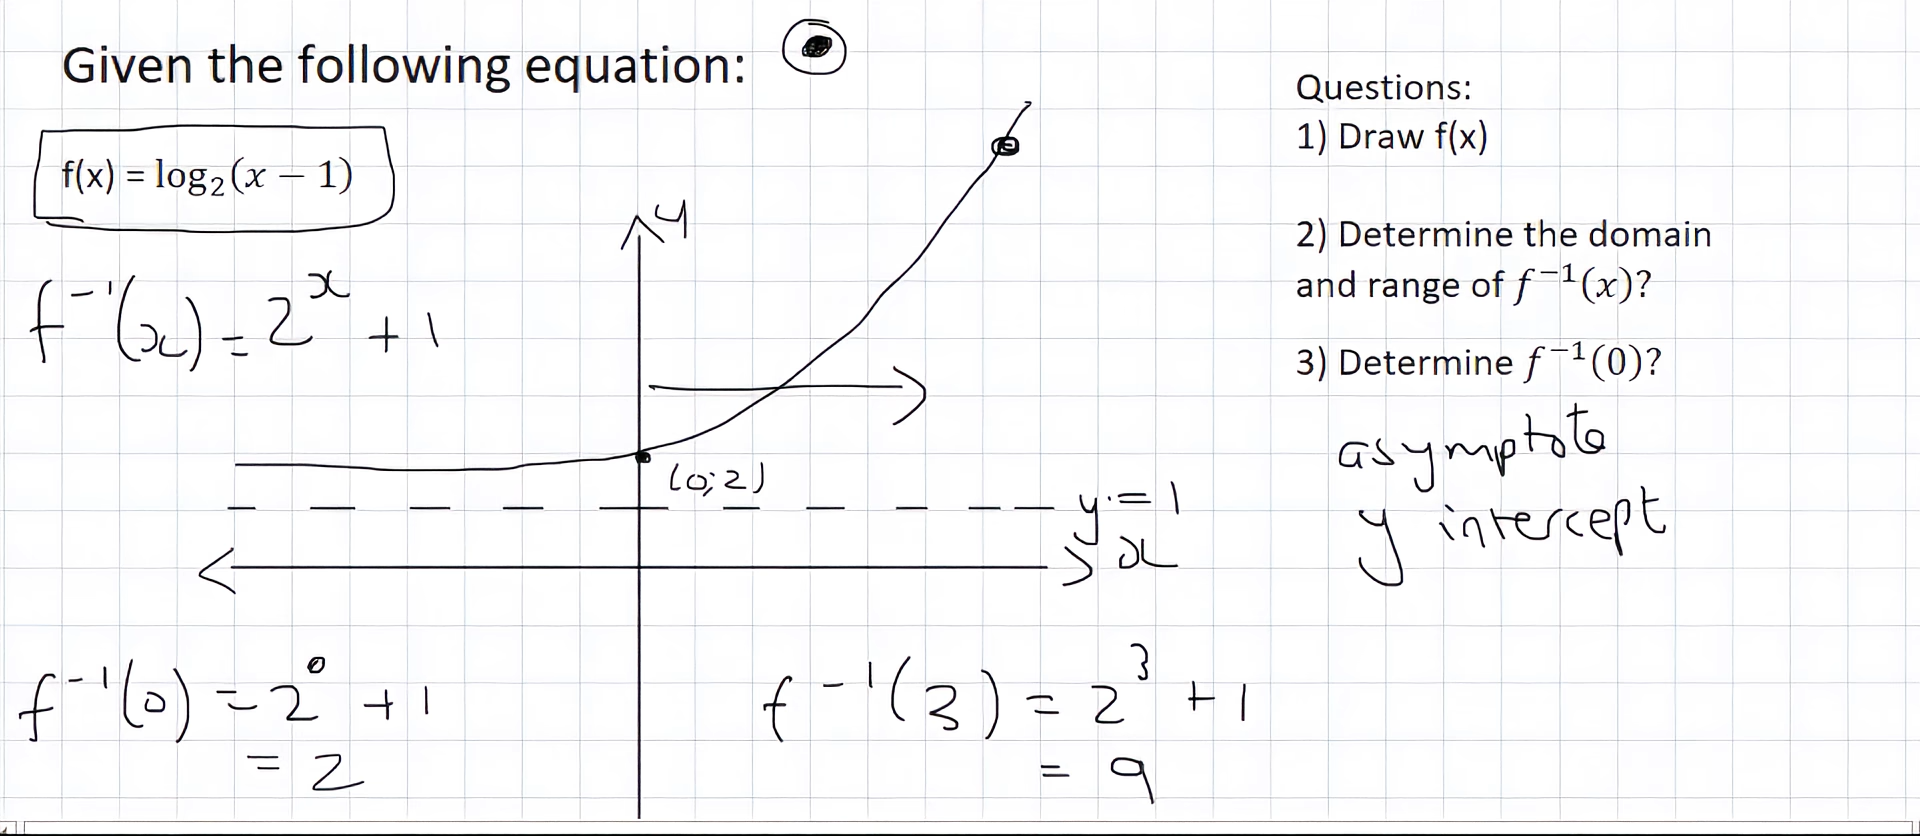 Given the following equation:
f(x) = log₂(x − 1)
f⁻¹(x) = 2ˣ + 1
y
(0;2)
y = 1
x
f⁻¹(0) = 2⁰ + 1
= 2
f⁻¹(3) = 2³ + 1
= 9
Questions:
1) Draw f(x)
2) Determine the domain
and range of f⁻¹(x)?
3) Determine f⁻¹(0)?
asymptote
y intercept